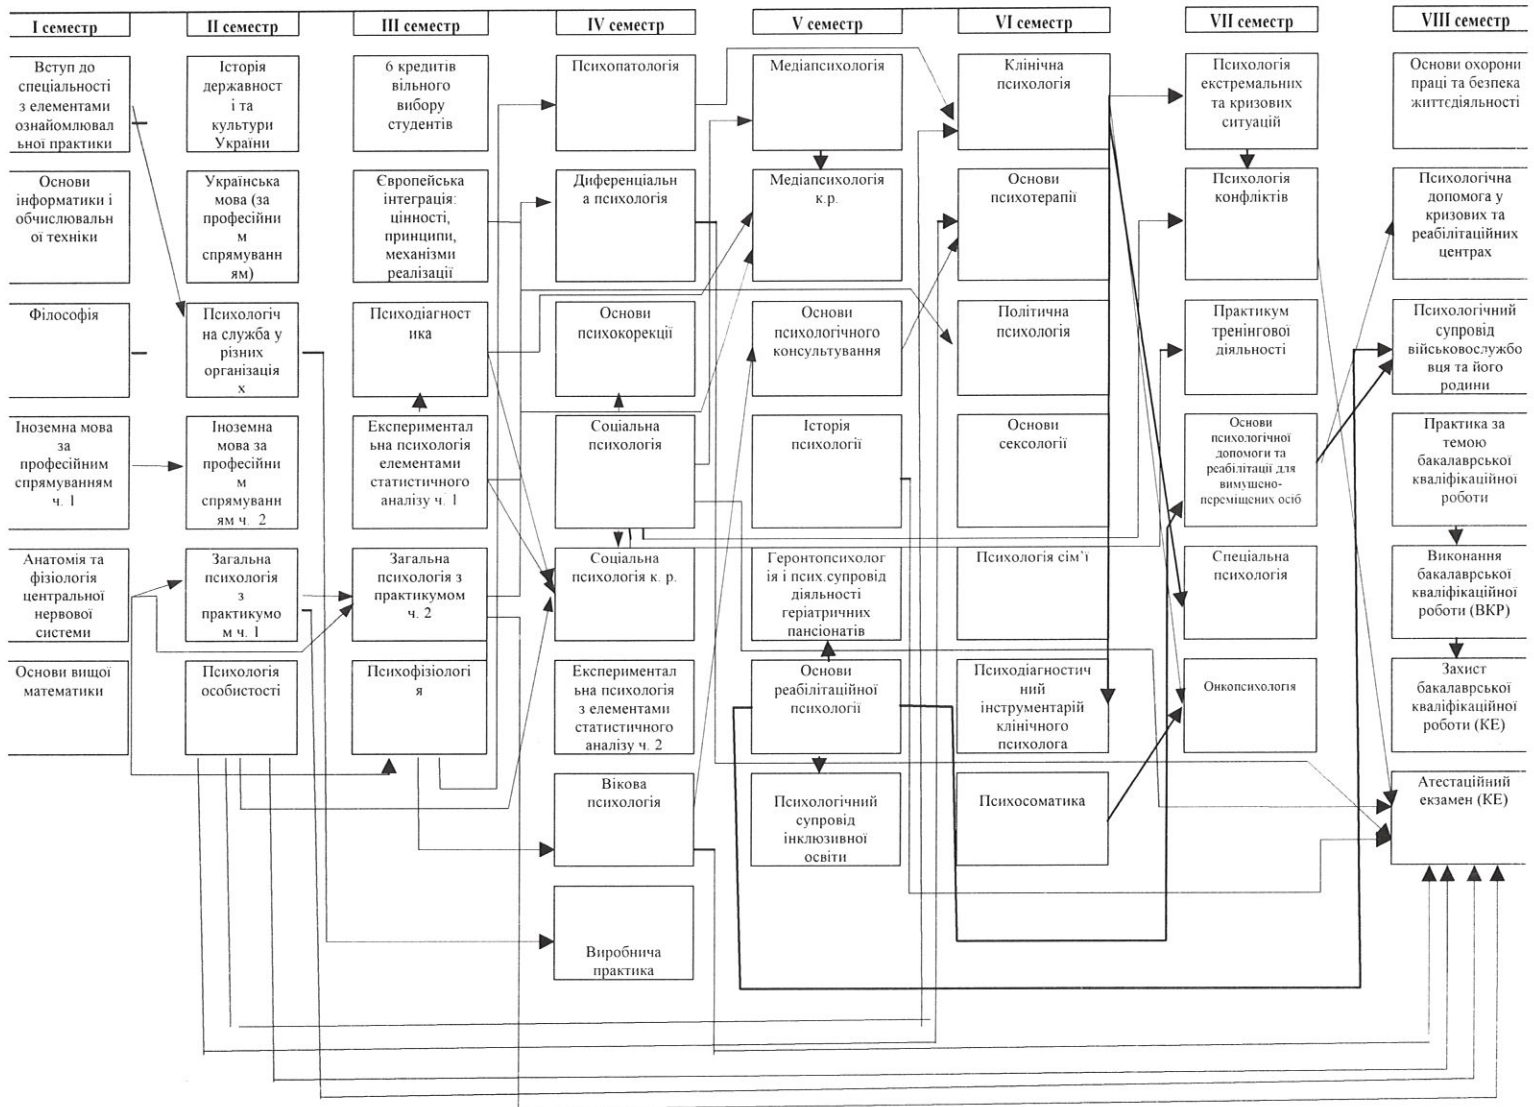 I семестр
II семестр
III семестр
IV семестр
V семестр
VI семестр
VII семестр
VIII семестр
Вступ до
спеціальності
з елементами
ознайомлювал
ьної практики
Історія
державност
і та
культури
України
6 кредитів
вільного
вибору
студентів
Психопатологія
Медіапсихологія
Клінічна
психологія
Психологія
екстремальних
та кризових
ситуацій
Основи охорони
праці та безпека
життєдіяльності
Основи
інформатики і
обчислювальн
ої техніки
Українська
мова (за
професійни
м
спрямуванн
ям)
Європейська
інтеграція:
цінності,
принципи,
механізми
реалізації
Диференціальн
а психологія
Медіапсихологія
к.р.
Основи
психотерапії
Психологія
конфліктів
Психологічна
допомога у
кризових та
реабілітаційних
центрах
Філософія
Психологіч
на служба у
різних
організація
х
Психодіагност
ика
Основи
психокорекції
Основи
психологічного
консультування
Політична
психологія
Практикум
тренінгової
діяльності
Психологічний
супровід
військовослужбо
вця та його
родини
Іноземна мова
за
професійним
спрямуванням
ч. 1
Іноземна
мова за
професійни
м
спрямуванн
ям ч. 2
Експеримептал
ьна психологія
елементами
статистичного
аналізу ч. 1
Соціальна
психологія
Історія
психології
Основи
сексології
Основи
психологічної
допомоги та
реабілітації для
вимушено-
переміщених осіб
Практика за
темою
бакалаврської
кваліфікаційної
роботи
Анатомія та
фізіологія
центральної
нервової
системи
Загальна
психологія
з
практикумо
м ч. 1
Загальна
психологія з
практикумом
ч. 2
Соціальна
психологія к. р.
Геронтопсихолог
ія і псих.супровід
діяльності
геріатричних
пансіонатів
Психологія сім'ї
Спеціальна
психологія
Виконання
бакалаврської
кваліфікаційної
роботи (ВКР)
Основи вищої
математики
Психологія
особистості
Психофізіологі
я
Експериментал
ьна психологія
з елементами
статистичного
аналізу ч. 2
Основи
реабілітаційної
психології
Психодіагностич
ний
інструментарій
клінічного
психолога
Онкопсихологія
Захист
бакалаврської
кваліфікаційної
роботи (КЕ)
Вікова
психологія
Психологічний
супровід
інклюзивної
освіти
Психосоматика
Атестаційний
екзамен (КЕ)
Виробнича
практика